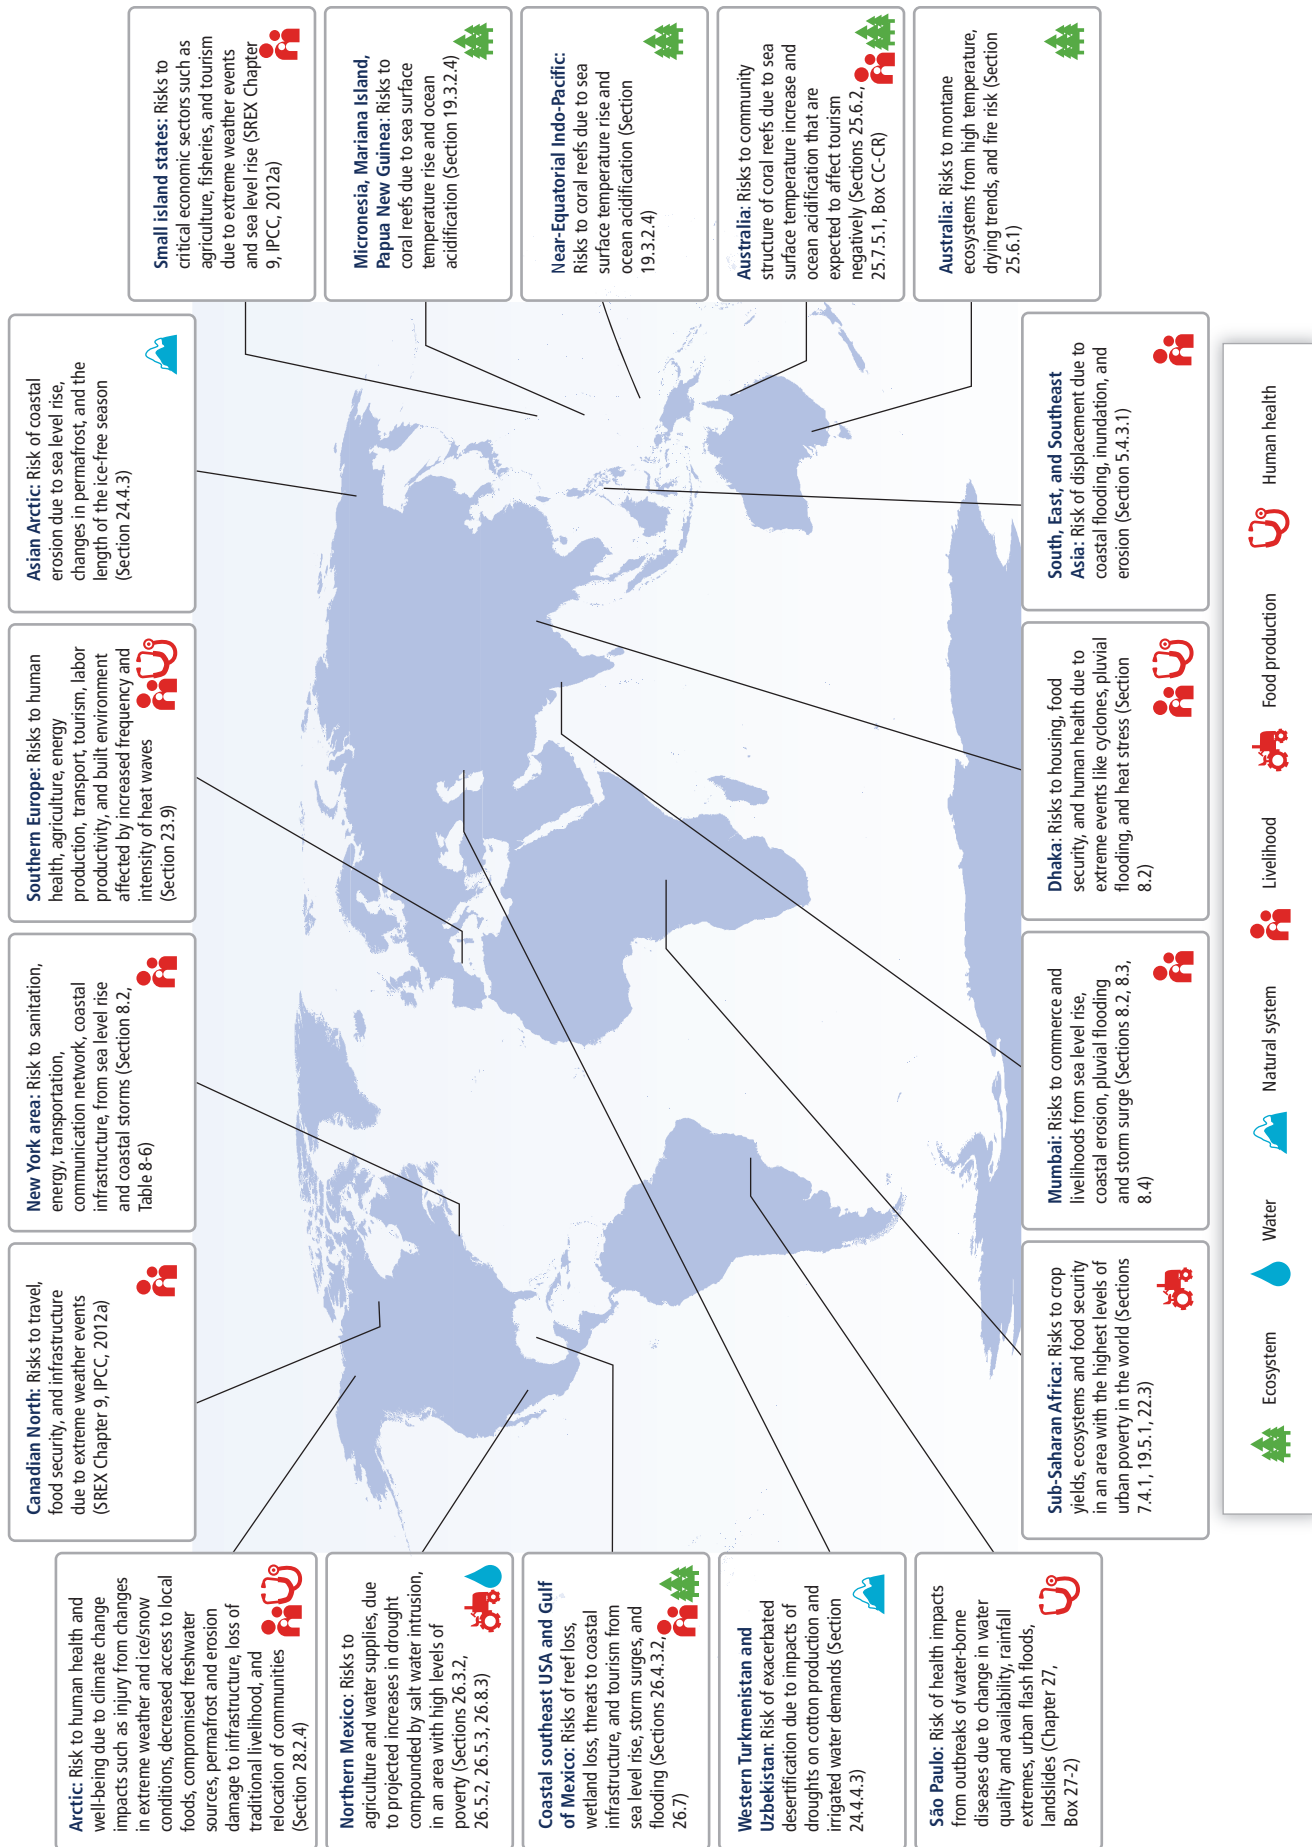 Arctic: Risk to human health and
well-being due to climate change
impacts such as injury from changes
in extreme weather and ice/snow
conditions, decreased access to local
foods, compromised freshwater
sources, permafrost and erosion
damage to infrastructure, loss of
traditional livelihood, and
relocation of communities
(Section 28.2.4)
Canadian North: Risks to travel,
food security, and infrastructure
due to extreme weather events
(SREX Chapter 9, IPCC, 2012a)
New York area: Risk to sanitation,
energy, transportation,
communication network, coastal
infrastructure, from sea level rise
and coastal storms (Section 8.2,
Table 8-6)
Southern Europe: Risks to human
health, agriculture, energy
production, transport, tourism, labor
productivity, and built environment
affected by increased frequency and
intensity of heat waves
(Section 23.9)
Asian Arctic: Risk of coastal
erosion due to sea level rise,
changes in permafrost, and the
length of the ice-free season
(Section 24.4.3)
Small island states: Risks to
critical economic sectors such as
agriculture, fisheries, and tourism
due to extreme weather events
and sea level rise (SREX Chapter
9, IPCC, 2012a)
Northern Mexico: Risks to
agriculture and water supplies, due
to projected increases in drought
compounded by salt water intrusion,
in an area with high levels of
poverty (Sections 26.3.2,
26.5.2, 26.5.3, 26.8.3)
Micronesia, Mariana Island,
Papua New Guinea: Risks to
coral reefs due to sea surface
temperature rise and ocean
acidification (Section 19.3.2.4)
Coastal southeast USA and Gulf
of Mexico: Risks of reef loss,
wetland loss, threats to coastal
infrastructure, and tourism from
sea level rise, storm surges, and
flooding (Sections 26.4.3.2,
26.7)
Near-Equatorial Indo-Pacific:
Risks to coral reefs due to sea
surface temperature rise and
ocean acidification (Section
19.3.2.4)
Western Turkmenistan and
Uzbekistan: Risk of exacerbated
desertification due to impacts of
droughts on cotton production and
irrigated water demands (Section
24.4.4.3)
Australia: Risks to community
structure of coral reefs due to sea
surface temperature increase and
ocean acidification that are
expected to affect tourism
negatively (Sections 25.6.2,
25.7.5.1, Box CC-CR)
São Paulo: Risk of health impacts
from outbreaks of water-borne
diseases due to change in water
quality and availability, rainfall
extremes, urban flash floods,
landslides (Chapter 27,
Box 27-2)
Australia: Risks to montane
ecosystems from high temperature,
drying trends, and fire risk (Section
25.6.1)
Sub-Saharan Africa: Risks to crop
yields, ecosystems and food security
in an area with the highest levels of
urban poverty in the world (Sections
7.4.1, 19.5.1, 22.3)
Mumbai: Risks to commerce and
livelihoods from sea level rise,
coastal erosion, pluvial flooding
and storm surge (Sections 8.2, 8.3,
8.4)
Dhaka: Risks to housing, food
security, and human health due to
extreme events like cyclones, pluvial
flooding, and heat stress (Section
8.2)
South, East, and Southeast
Asia: Risk of displacement due to
coastal flooding, inundation, and
erosion (Section 5.4.3.1)
Ecosystem
Water
Natural system
Livelihood
Food production
Human health